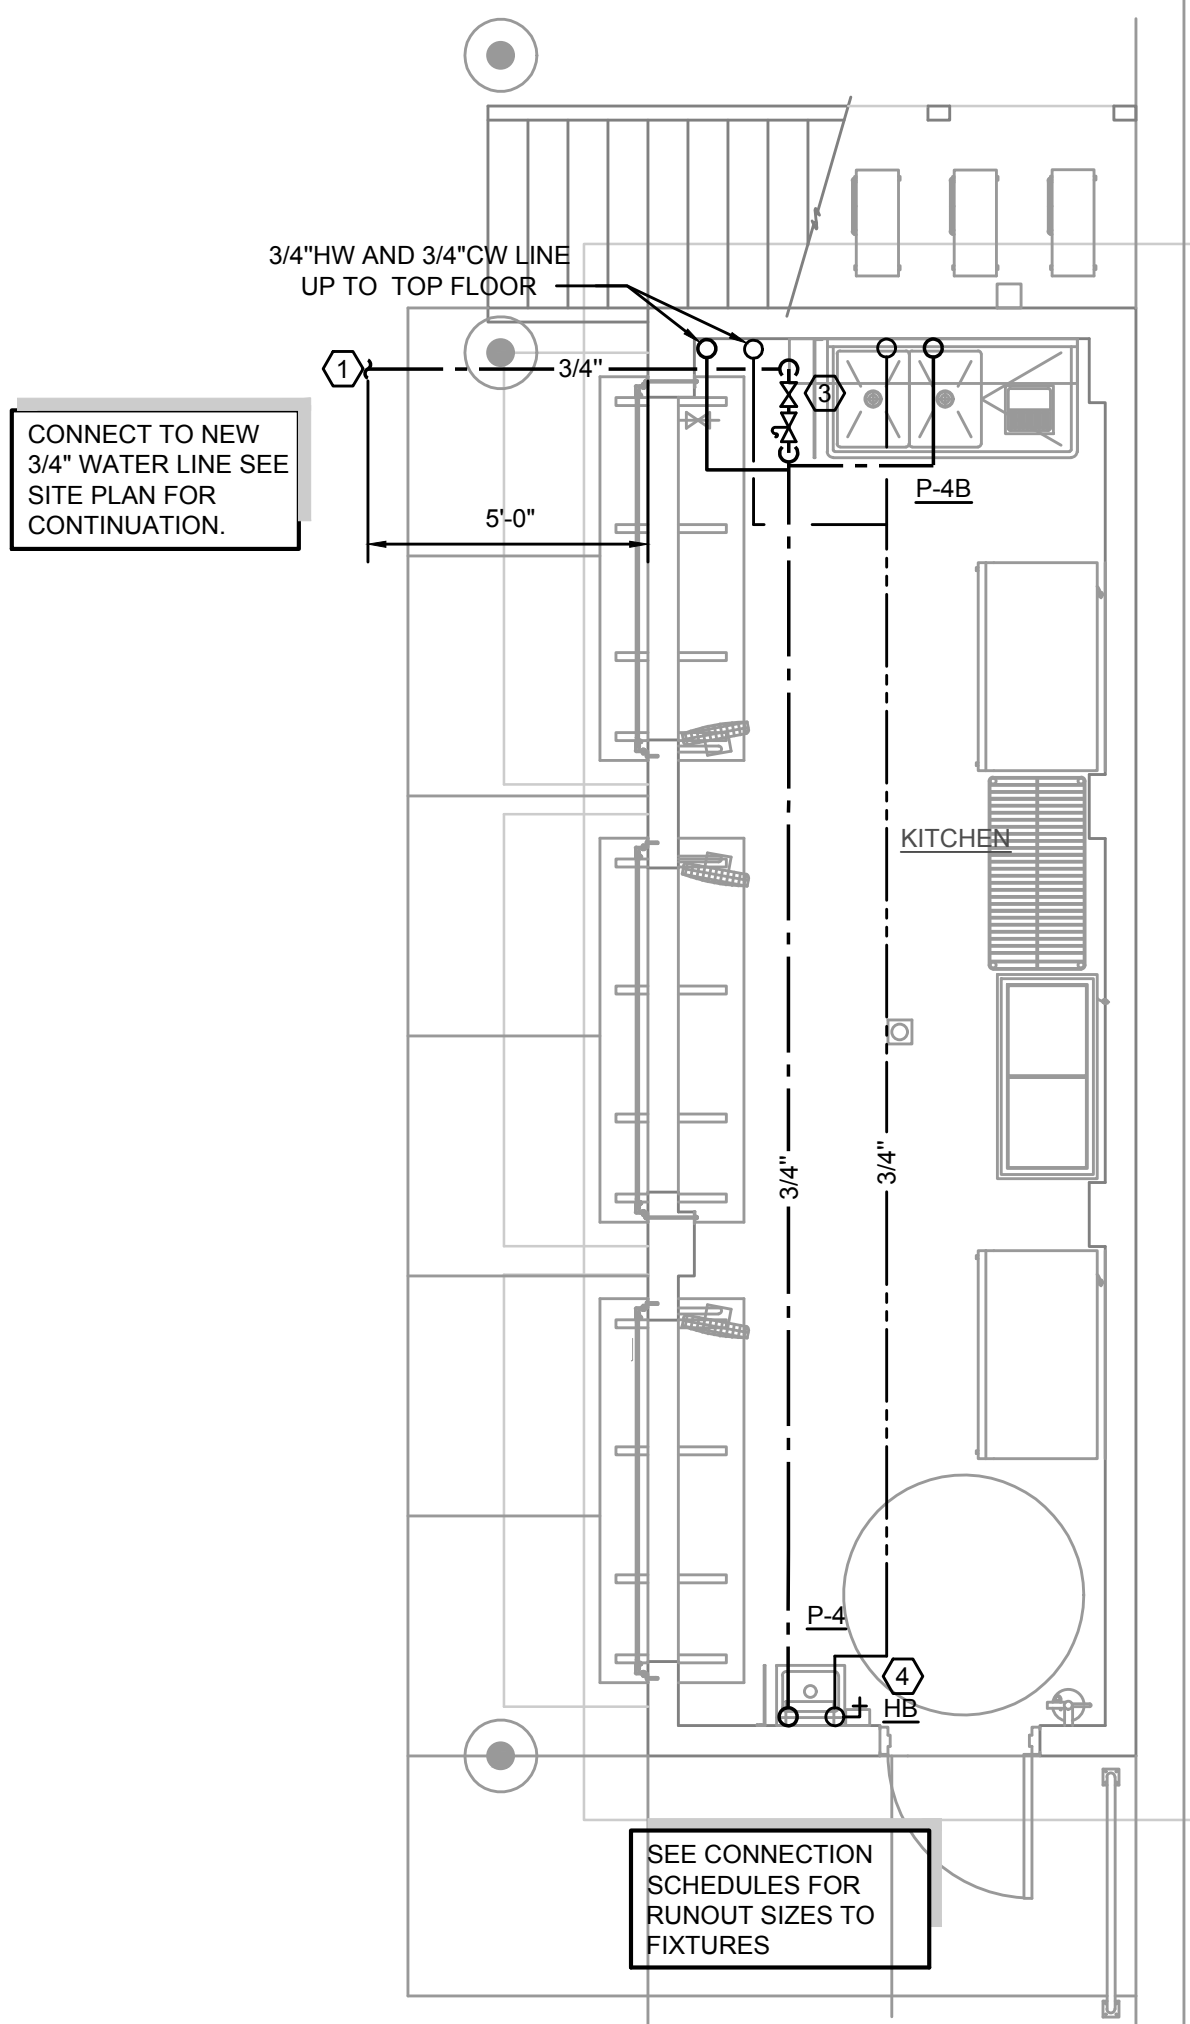 3/4"HW AND 3/4"CW LINE
UP TO TOP FLOOR
1
3/4"
3
CONNECT TO NEW
3/4" WATER LINE SEE
SITE PLAN FOR
CONTINUATION.
5'-0"
P-4B
KITCHEN
3/4"
3/4"
P-4
4
HB
SEE CONNECTION
SCHEDULES FOR
RUNOUT SIZES TO
FIXTURES